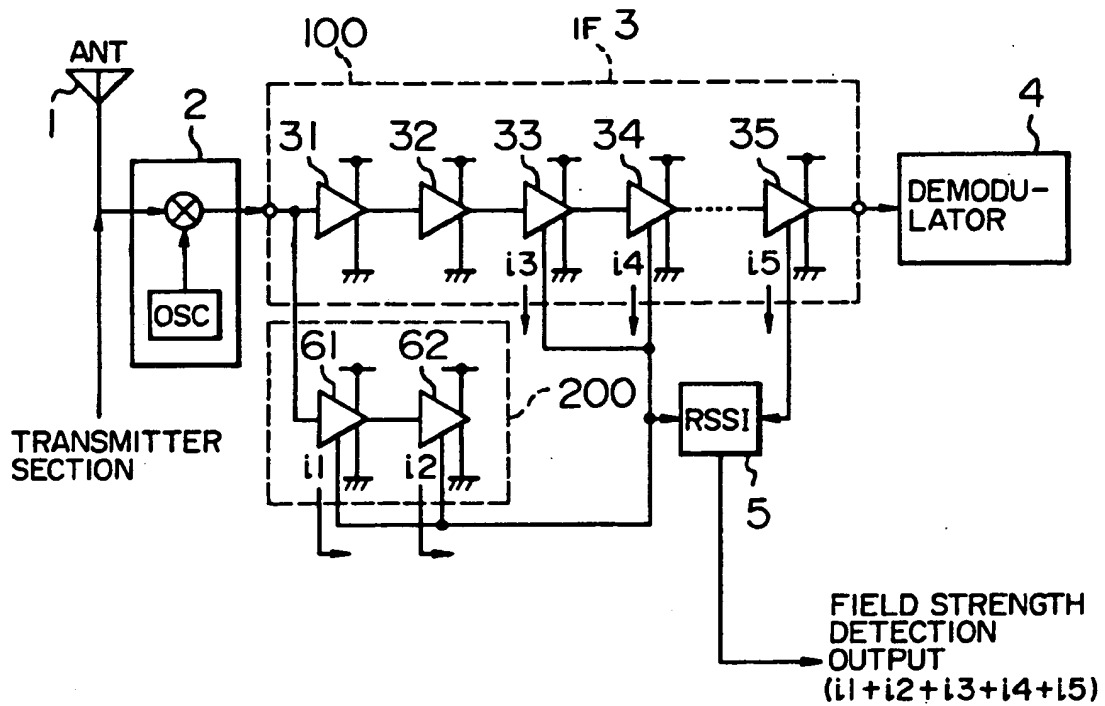 ANT
1
2
100
IF 3
31
32
33
34
35
4
DEMODU-
LATOR
OSC
i3
i4
i5
61
62
200
i1
i2
RSSI
5
TRANSMITTER
SECTION
FIELD STRENGTH
DETECTION
OUTPUT
(i1+i2+i3+i4+i5)